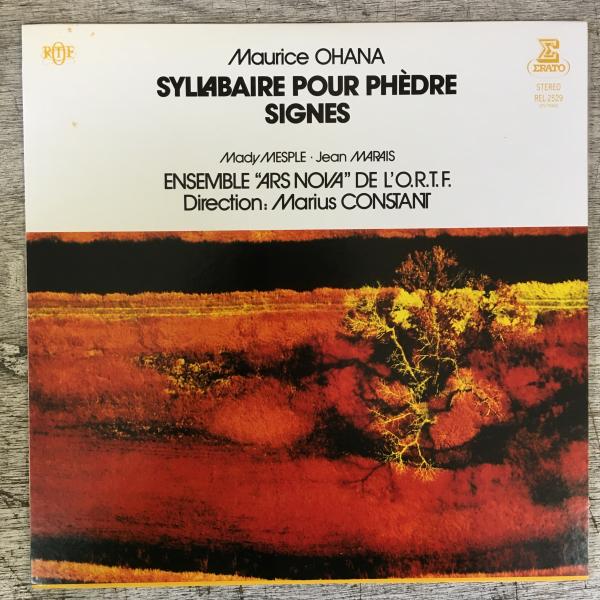 ORTF
Maurice OHANA
SYLLABAIRE POUR PHÈDRE
SIGNES
Mady MESPLE · Jean MARAIS
ENSEMBLE “ARS NOVA” DE L'O.R.T.F.
Direction: Marius CONSTANT
E
ERATO
STEREO
REL-2529